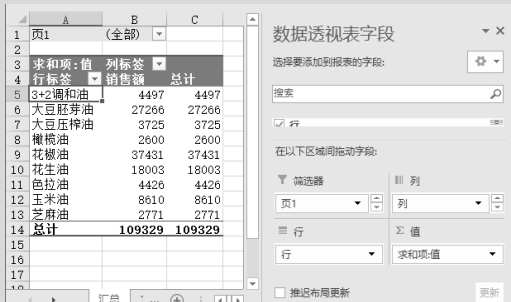 A B C
1 页1 (全部)
2
3 求和项:值 列标签
4 行标签 销售额 总计
5 3+2调和油 4497 4497
6 大豆胚芽油 27266 27266
7 大豆压榨油 3725 3725
8 橄榄油 2600 2600
9 花椒油 37431 37431
10 花生油 18003 18003
11 色拉油 4426 4426
12 玉米油 8610 8610
13 芝麻油 2771 2771
14 总计 109329 109329
15
16
17
18
汇总
数据透视表字段
选择要添加到报表的字段:
搜索
行
在以下区域间拖动字段:
筛选器
列
页1
列
行
Σ 值
行
求和项:值
推迟布局更新
更新